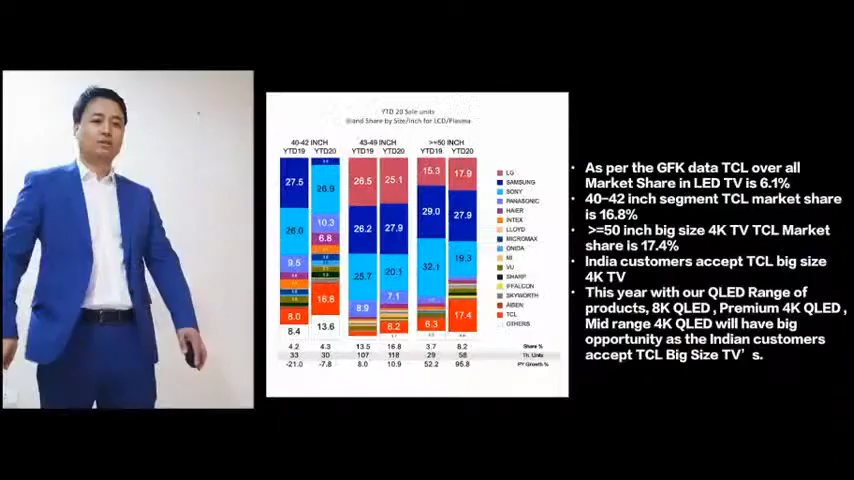 YTD 20 Sale units
Brand Share by Size/Inch for LCD/Plasma
40-42 INCH 43-49 INCH >=50 INCH
YTD19 YTD20 YTD19 YTD20 YTD19 YTD20
27.5 26.9 26.5 25.1 15.3 17.9
26.0 10.3 26.2 27.9 29.0 27.9
9.5 6.8 25.7 20.1 32.1 19.3
8.0 16.8 8.9 7.1 6.3 17.4
8.4 13.6 8.2
LG
SAMSUNG
SONY
PANASONIC
HAIER
INTEX
LLOYD
MICROMAX
ONIDA
MI
VU
SHARP
IFFALCON
SKYWORTH
AISEN
TCL
OTHERS
4.2 4.3 13.5 16.8 3.7 8.2 Share %
33 30 107 118 29 58 Th. Units
-21.0 -7.8 8.0 10.9 52.2 95.8 PY Growth %
• As per the GFK data TCL over all
Market Share in LED TV is 6.1%
• 40-42 inch segment TCL market share
is 16.8%
• >=50 inch big size 4K TV TCL Market
share is 17.4%
• India customers accept TCL big size
4K TV
• This year with our QLED Range of
products, 8K QLED, Premium 4K QLED,
Mid range 4K QLED will have big
opportunity as the Indian customers
accept TCL Big Size TV's.